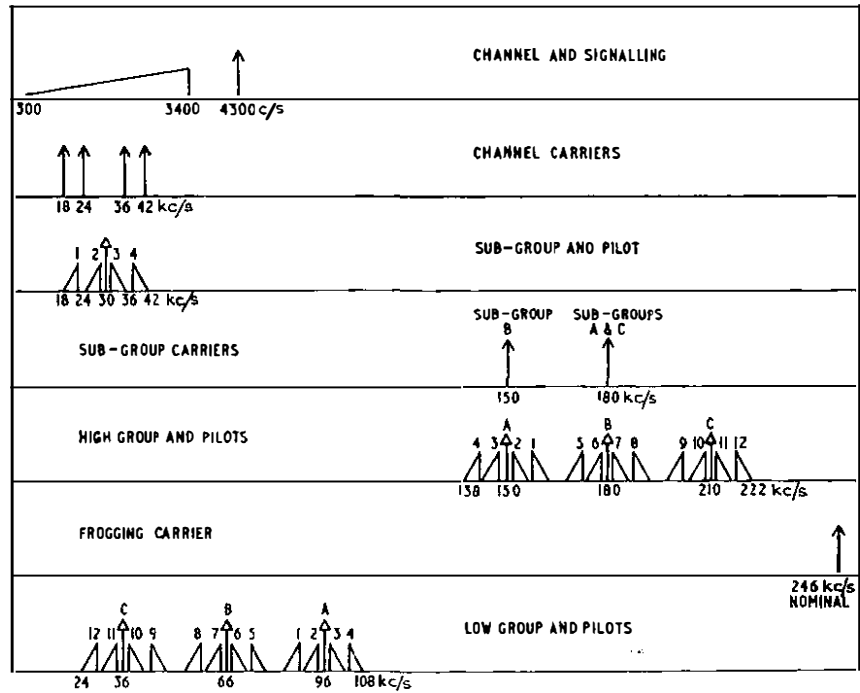 CHANNEL AND SIGNALLING
300 3400 4300 c/s
CHANNEL CARRIERS
18 24 36 42 kc/s
1 2 3 4
SUB-GROUP AND PILOT
18 24 30 36 42 kc/s
SUB-GROUP B
SUB-GROUPS A & C
SUB-GROUP CARRIERS
150 180 kc/s
A B C
HIGH GROUP AND PILOTS
4 3 2 1 5 6 7 8 9 10 11 12
138 150 180 210 222 kc/s
FROGGING CARRIER
246 kc/s
NOMINAL
C B A
12 11 10 9 8 7 6 5 1 2 3 4
LOW GROUP AND PILOTS
24 36 66 96 108 kc/s